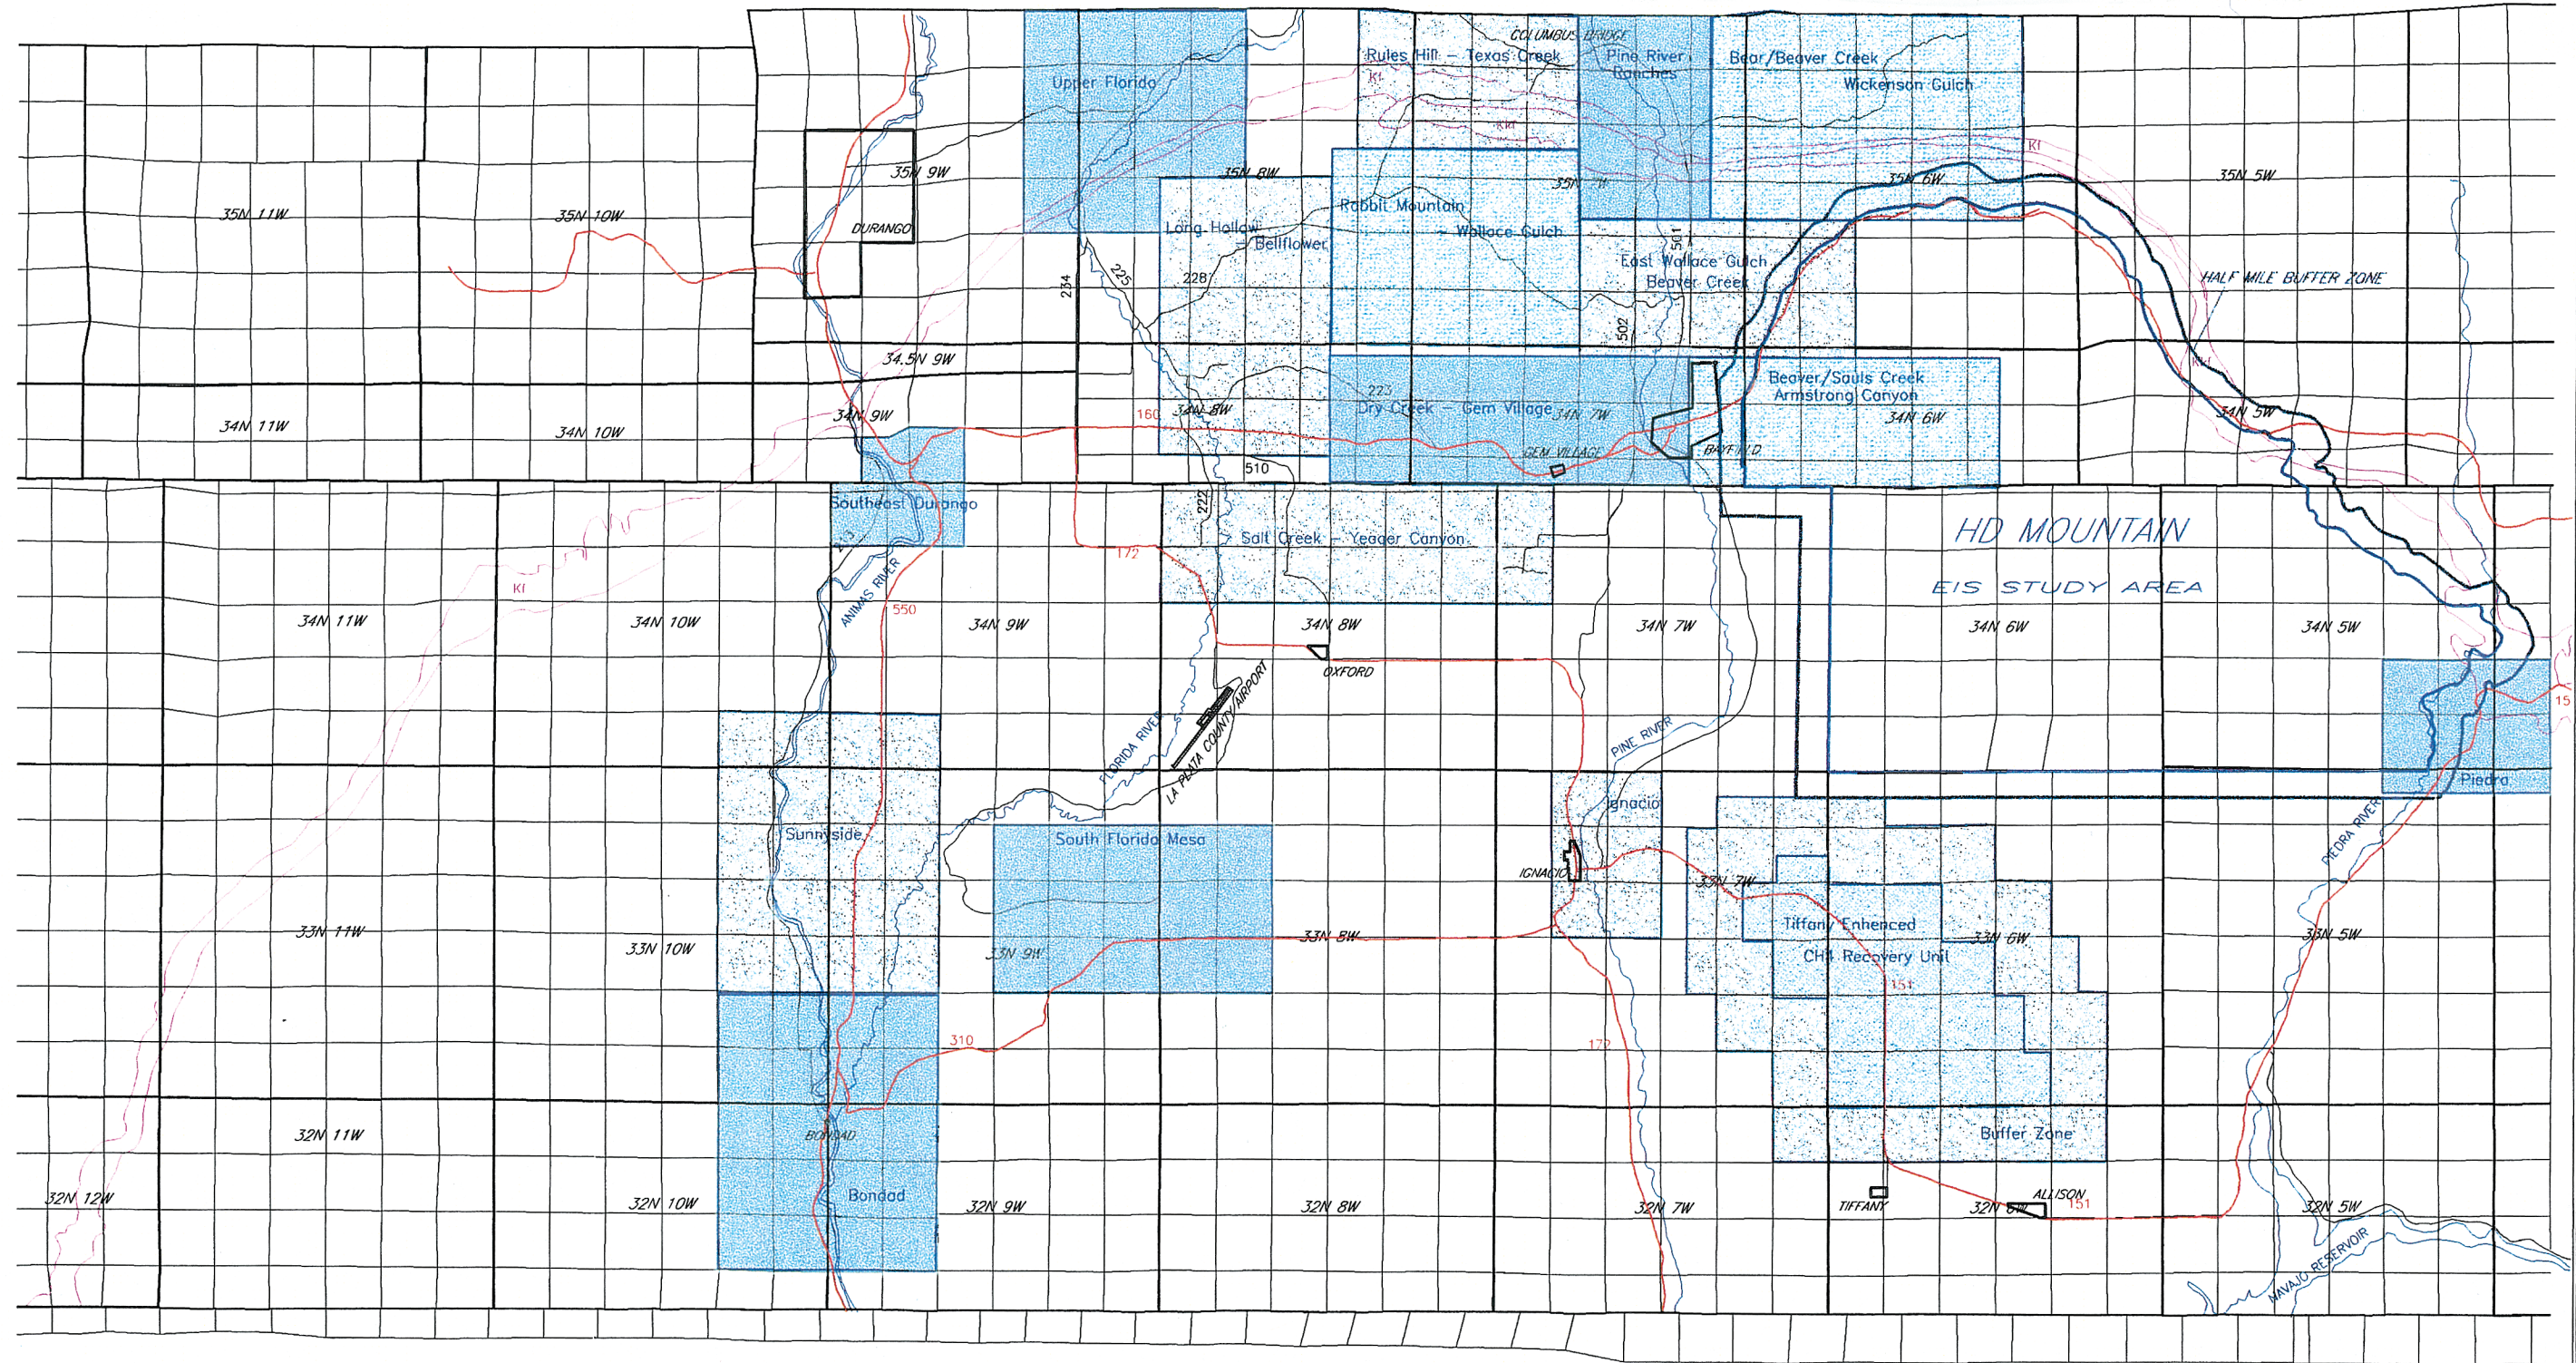 COLUMBUS BRIDGE
Rules Hill - Texas Creek
Pine River
Ranches
Bear/Beaver Creek
Wickenson Gulch
Upper Florida
Kf
Kkf
Kf
35N 9W
35N 8W
35N 7W
35N 6W
35N 5W
35N 11W
35N 10W
DURANGO
Rabbit Mountain
- Wallace Gulch
Long Hollow
- Bellflower
501
East Wallace Gulch
Beaver Creek
234
225
228
HALF MILE BUFFER ZONE
502
34.5N 9W
Kkf
Beaver/Sauls Creek
Armstrong Canyon
223
34N 11W
34N 10W
34N 9W
160
34N 8W
Dry Creek - Gem Village
34N 7W
34N 6W
34N 5W
GEM VILLAGE
BAYFIELD
510
222
Southeast Durango
213
172
Salt Creek - Yeager Canyon
HD MOUNTAIN
EIS STUDY AREA
Kf
ANIMAS RIVER
550
34N 11W
34N 10W
34N 9W
34N 8W
34N 7W
34N 6W
34N 5W
OXFORD
LA PLATA COUNTY AIRPORT
FLORIDA RIVER
PINE RIVER
15
Piedra
Ignacio
Sunnyside
South Florida Mesa
PIEDRA RIVER
IGNACIO
33N 7W
Tiffany Enhenced
CH4 Recovery Unit
33N 11W
33N 10W
33N 9W
33N 8W
33N 6W
33N 5W
151
310
172
32N 11W
BONDAD
Buffer Zone
Bondad
32N 12W
32N 10W
32N 9W
32N 8W
32N 7W
TIFFANY
ALLISON
32N 6W
151
32N 5W
NAVAJO RESERVOIR